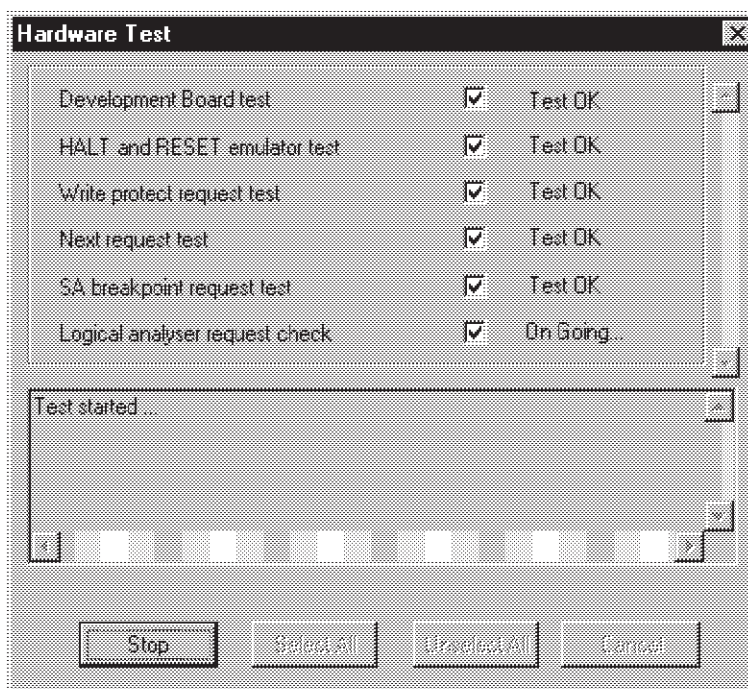 Hardware Test
Development Board test Test OK
HALT and RESET emulator test Test OK
Write protect request test Test OK
Next request test Test OK
SA breakpoint request test Test OK
Logical analyser request check On Going...
Test started ...
Stop Select All Unselect All Cancel